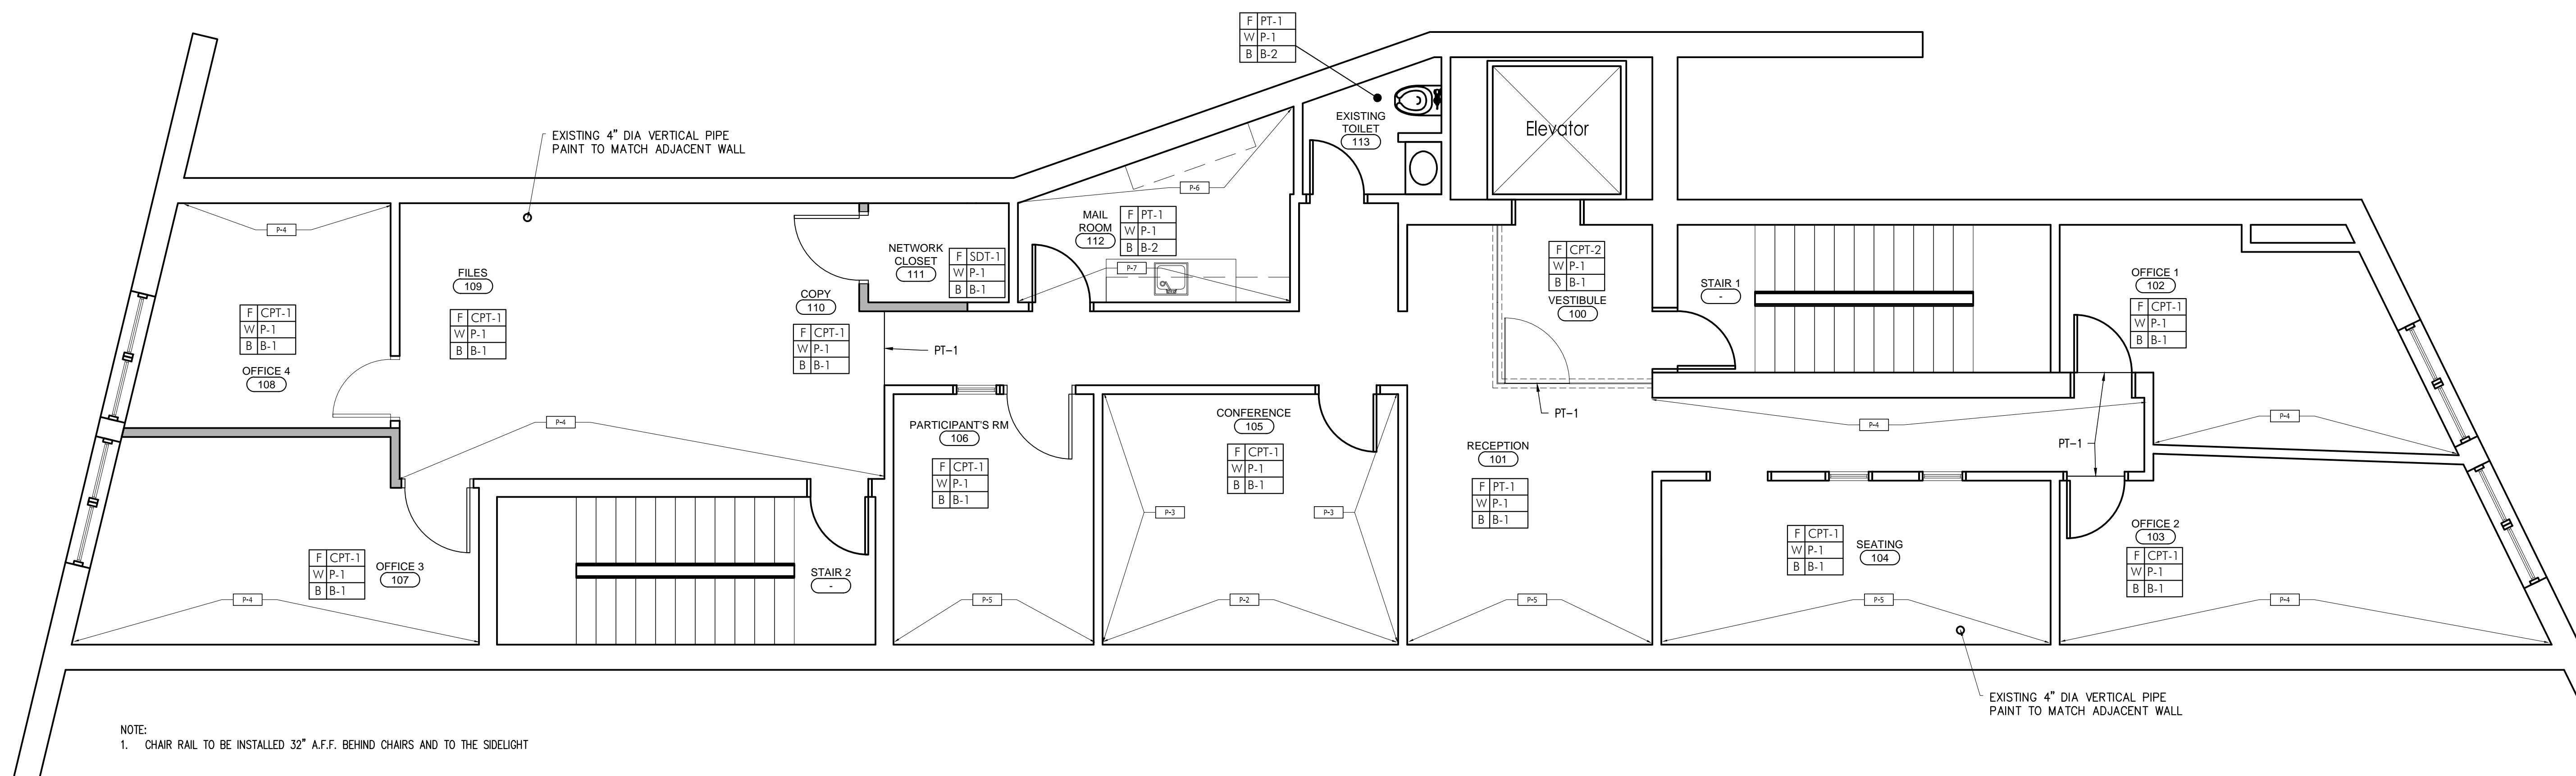 F PT-1
W P-1
B B-2
EXISTING 4" DIA VERTICAL PIPE
PAINT TO MATCH ADJACENT WALL
EXISTING
TOILET
113
Elevator
P-6
P-4
MAIL
ROOM
112
F PT-1
W P-1
B B-2
P-7
NETWORK
CLOSET
111
F SDT-1
W P-1
B B-1
FILES
109
F CPT-1
W P-1
B B-1
COPY
110
F CPT-1
W P-1
B B-1
PT-1
F CPT-1
W P-1
B B-1
OFFICE 4
108
P-4
F CPT-2
W P-1
B B-1
VESTIBULE
100
PT-1
STAIR 1
-
OFFICE 1
102
F CPT-1
W P-1
B B-1
P-4
P-4
PT-1
PARTICIPANT'S RM
106
F CPT-1
W P-1
B B-1
P-5
CONFERENCE
105
F CPT-1
W P-1
B B-1
P-3
P-3
P-2
RECEPTION
101
F PT-1
W P-1
B B-1
P-5
F CPT-1
W P-1
B B-1
SEATING
104
P-5
OFFICE 2
103
F CPT-1
W P-1
B B-1
P-4
F CPT-1
W P-1
B B-1
OFFICE 3
107
P-4
STAIR 2
-
EXISTING 4" DIA VERTICAL PIPE
PAINT TO MATCH ADJACENT WALL
NOTE:
1. CHAIR RAIL TO BE INSTALLED 32" A.F.F. BEHIND CHAIRS AND TO THE SIDELIGHT